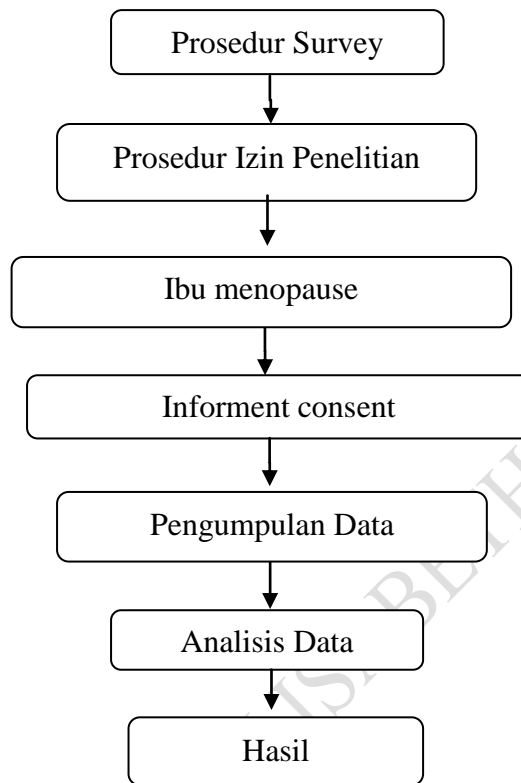 Prosedur Survey
Prosedur Izin Penelitian
Ibu menopause
Informent consent
Pengumpulan Data
Analisis Data
Hasil